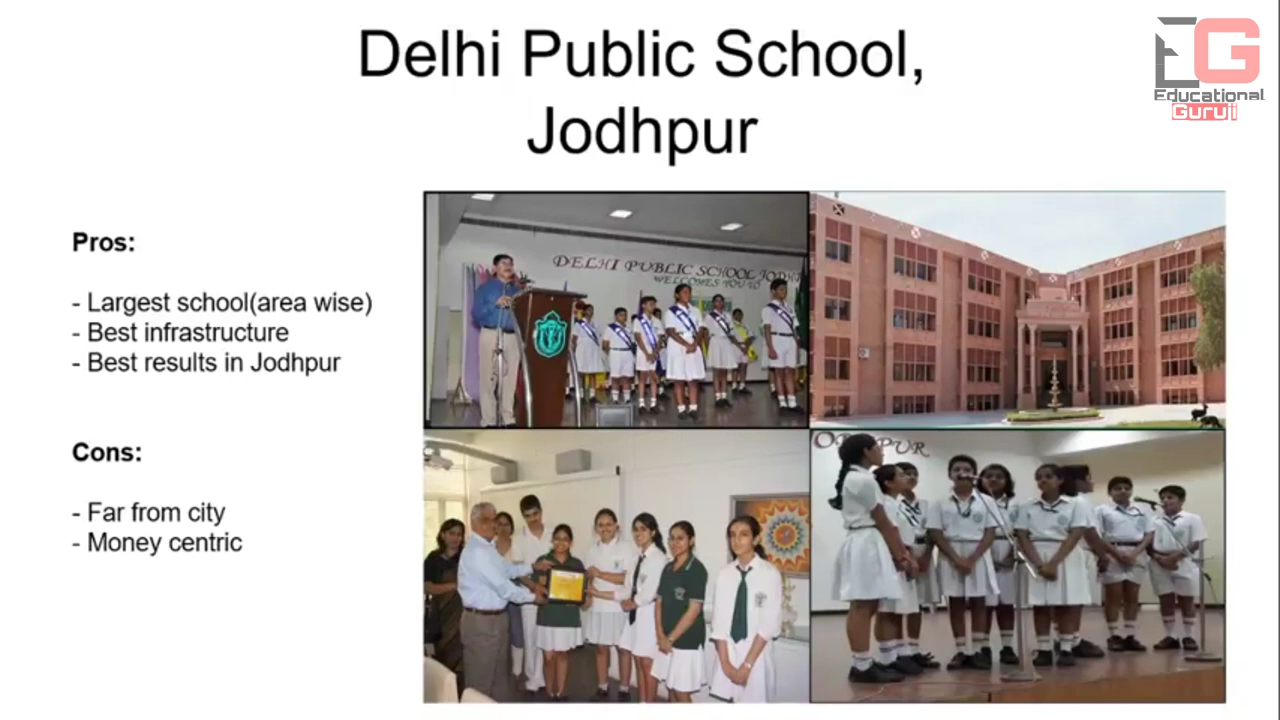 Delhi Public School,
Jodhpur
EG
Educational
Guruji
Pros:
- Largest school(area wise)
- Best infrastructure
- Best results in Jodhpur
Cons:
- Far from city
- Money centric
DELHI PUBLIC SCHOOL JODH
WELCOMES YOU TO